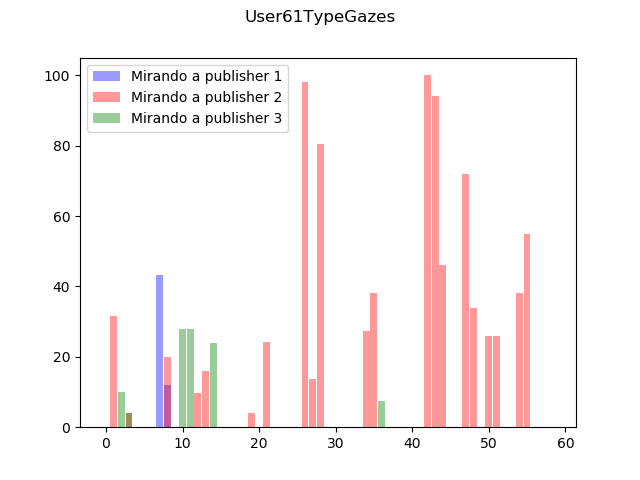 User61TypeGazes
Mirando a publisher 1
Mirando a publisher 2
Mirando a publisher 3
100
80
60
40
20
0
0 10 20 30 40 50 60